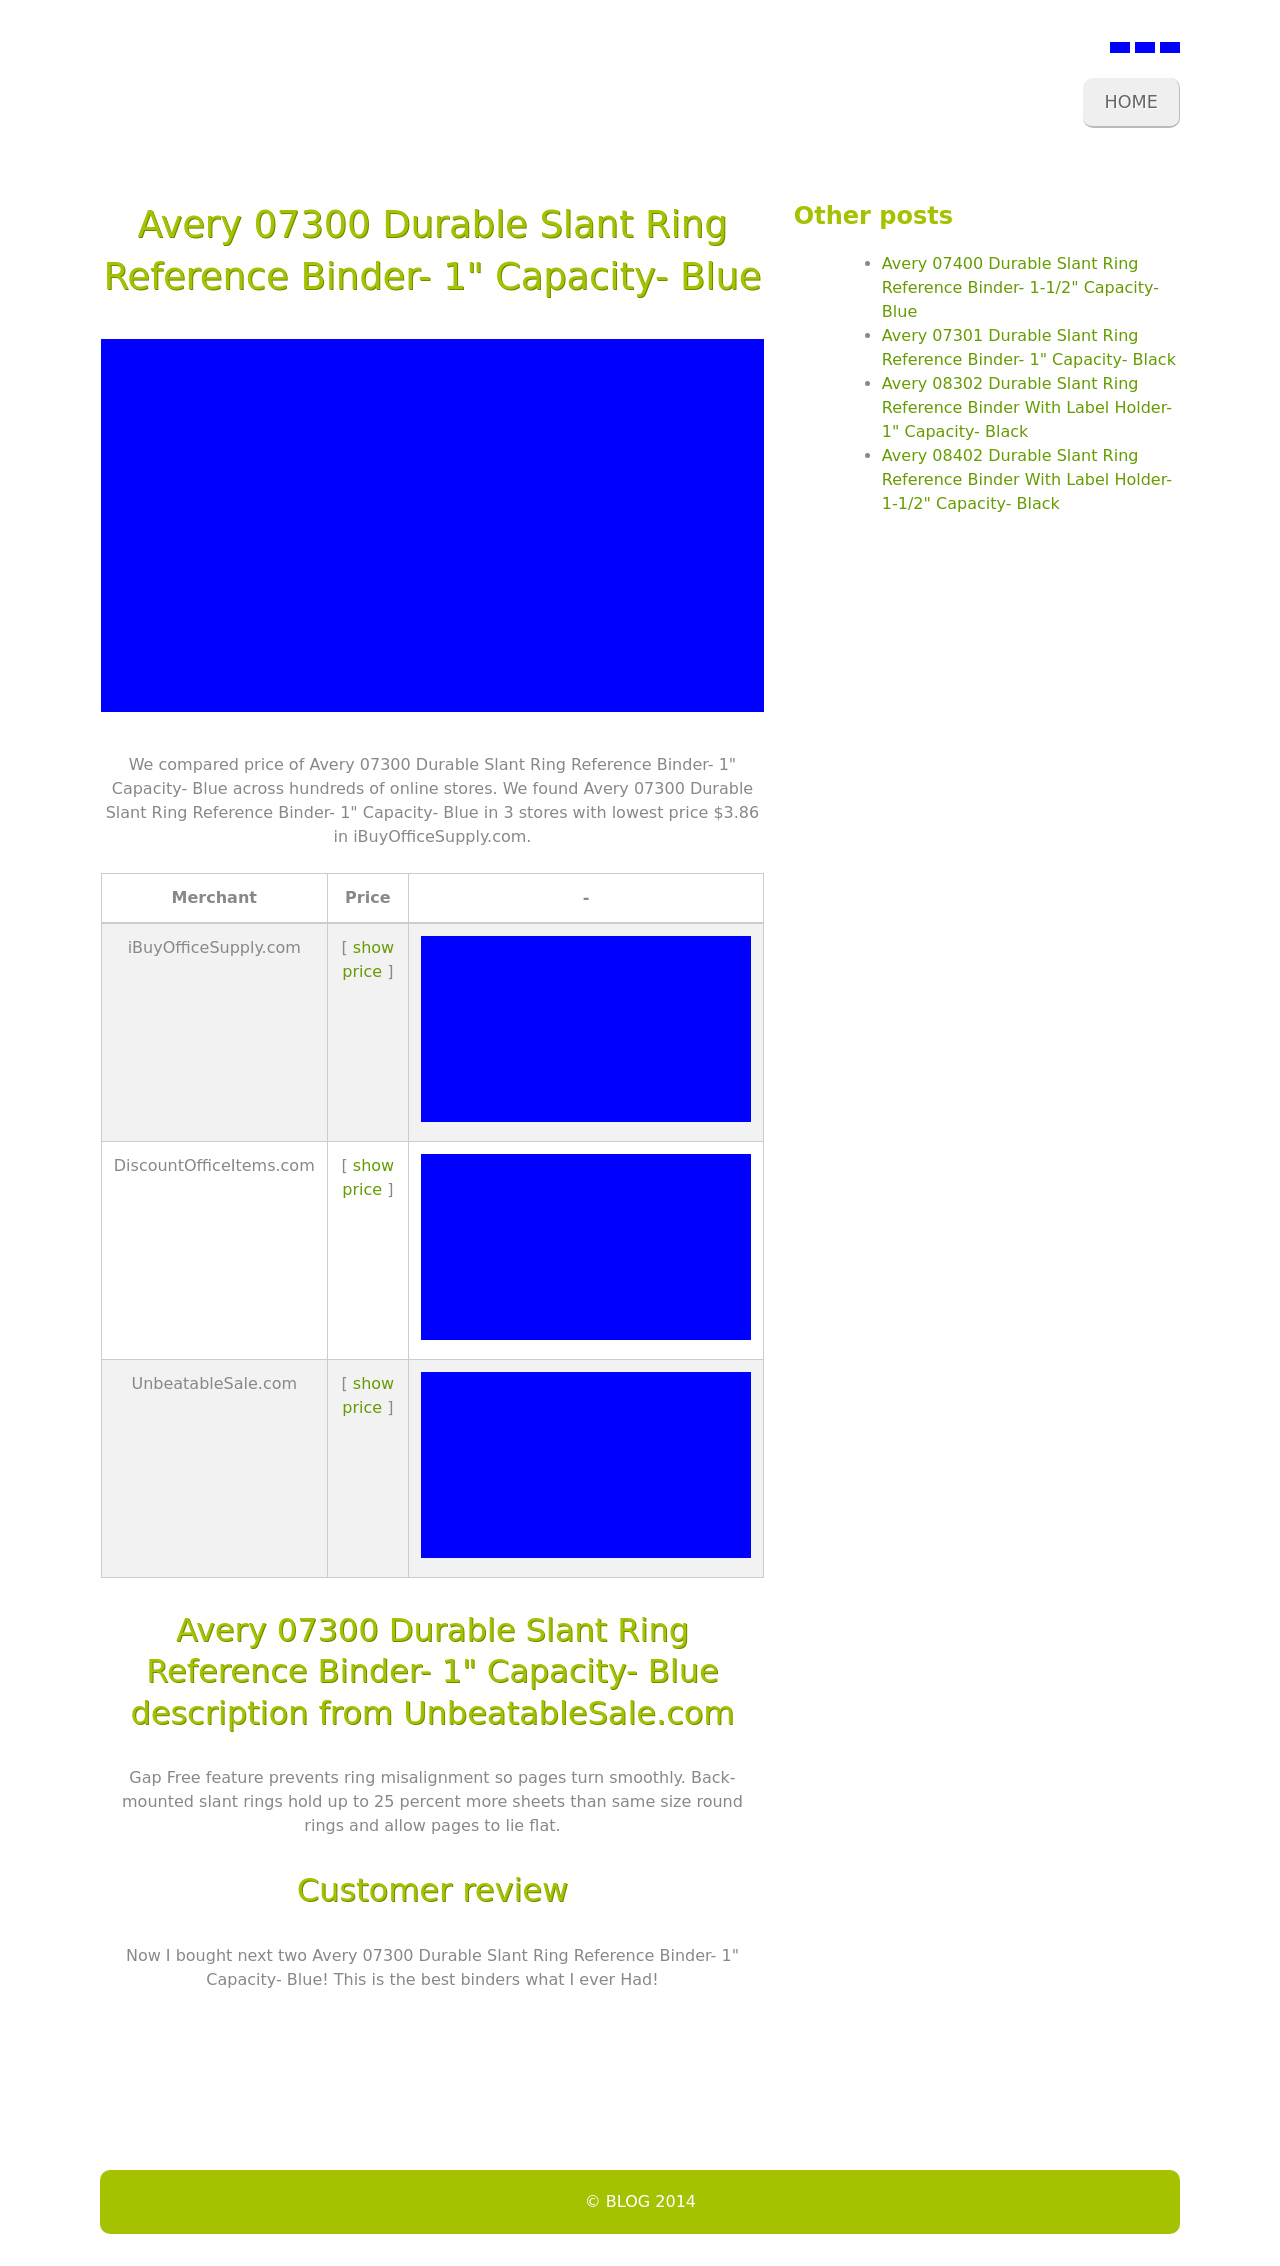 HOME
Avery 07300 Durable Slant Ring
Reference Binder- 1" Capacity- Blue
We compared price of Avery 07300 Durable Slant Ring Reference Binder- 1"
Capacity- Blue across hundreds of online stores. We found Avery 07300 Durable
Slant Ring Reference Binder- 1" Capacity- Blue in 3 stores with lowest price $3.86
in iBuyOfficeSupply.com.
Merchant Price -
iBuyOfficeSupply.com [ show
price ]
DiscountOfficeItems.com [ show
price ]
UnbeatableSale.com [ show
price ]
Avery 07300 Durable Slant Ring
Reference Binder- 1" Capacity- Blue
description from UnbeatableSale.com
Gap Free feature prevents ring misalignment so pages turn smoothly. Back-
mounted slant rings hold up to 25 percent more sheets than same size round
rings and allow pages to lie flat.
Customer review
Now I bought next two Avery 07300 Durable Slant Ring Reference Binder- 1"
Capacity- Blue! This is the best binders what I ever Had!
Other posts
• Avery 07400 Durable Slant Ring
Reference Binder- 1-1/2" Capacity-
Blue
• Avery 07301 Durable Slant Ring
Reference Binder- 1" Capacity- Black
• Avery 08302 Durable Slant Ring
Reference Binder With Label Holder-
1" Capacity- Black
• Avery 08402 Durable Slant Ring
Reference Binder With Label Holder-
1-1/2" Capacity- Black
© BLOG 2014